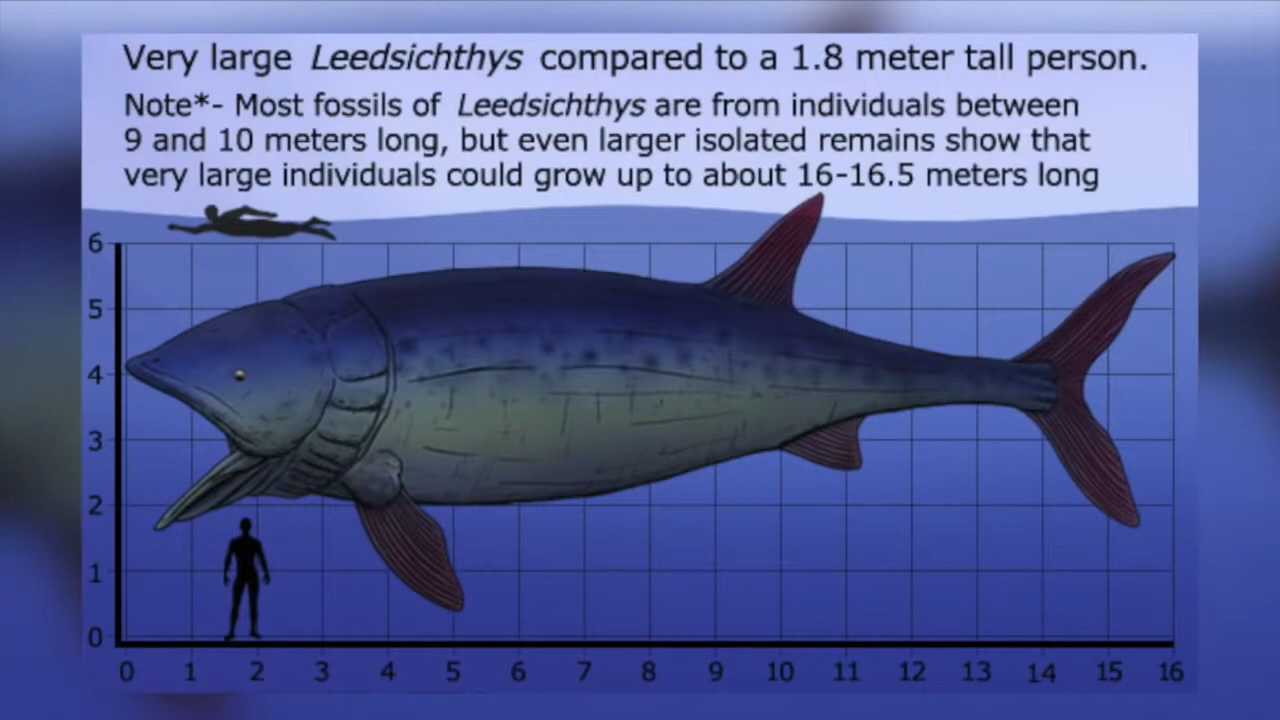 Very large Leedsichthys compared to a 1.8 meter tall person.
Note*- Most fossils of Leedsichthys are from individuals between
9 and 10 meters long, but even larger isolated remains show that
very large individuals could grow up to about 16-16.5 meters long
6
5
4
3
2
1
0
0 1 2 3 4 5 6 7 8 9 10 11 12 13 14 15 16